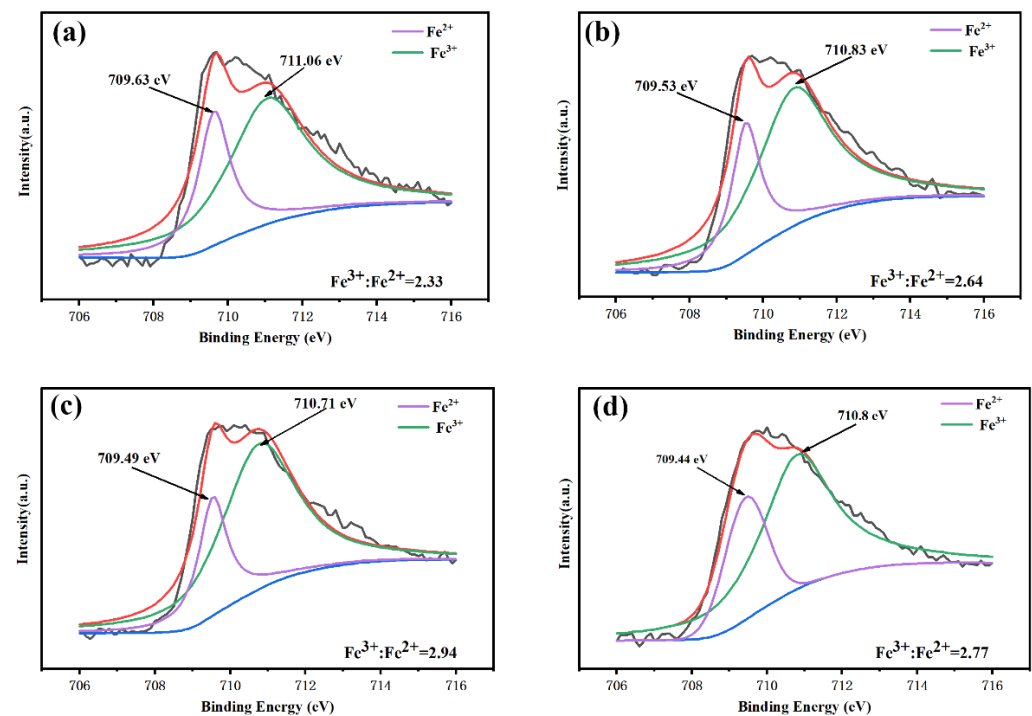 (a)
Fe²⁺
Fe³⁺
709.63 eV
711.06 eV
Intensity(a.u.)
Fe³⁺:Fe²⁺=2.33
706 708 710 712 714 716
Binding Energy (eV)
(b)
Fe²⁺
Fe³⁺
710.83 eV
709.53 eV
Intensity(a.u.)
Fe³⁺:Fe²⁺=2.64
706 708 710 712 714 716
Binding Energy (eV)
(c)
Fe²⁺
Fe³⁺
710.71 eV
709.49 eV
Intensity(a.u.)
Fe³⁺:Fe²⁺=2.94
706 708 710 712 714 716
Binding Energy (eV)
(d)
Fe²⁺
Fe³⁺
710.8 eV
709.44 eV
Intensity(a.u.)
Fe³⁺:Fe²⁺=2.77
706 708 710 712 714 716
Binding Energy (eV)